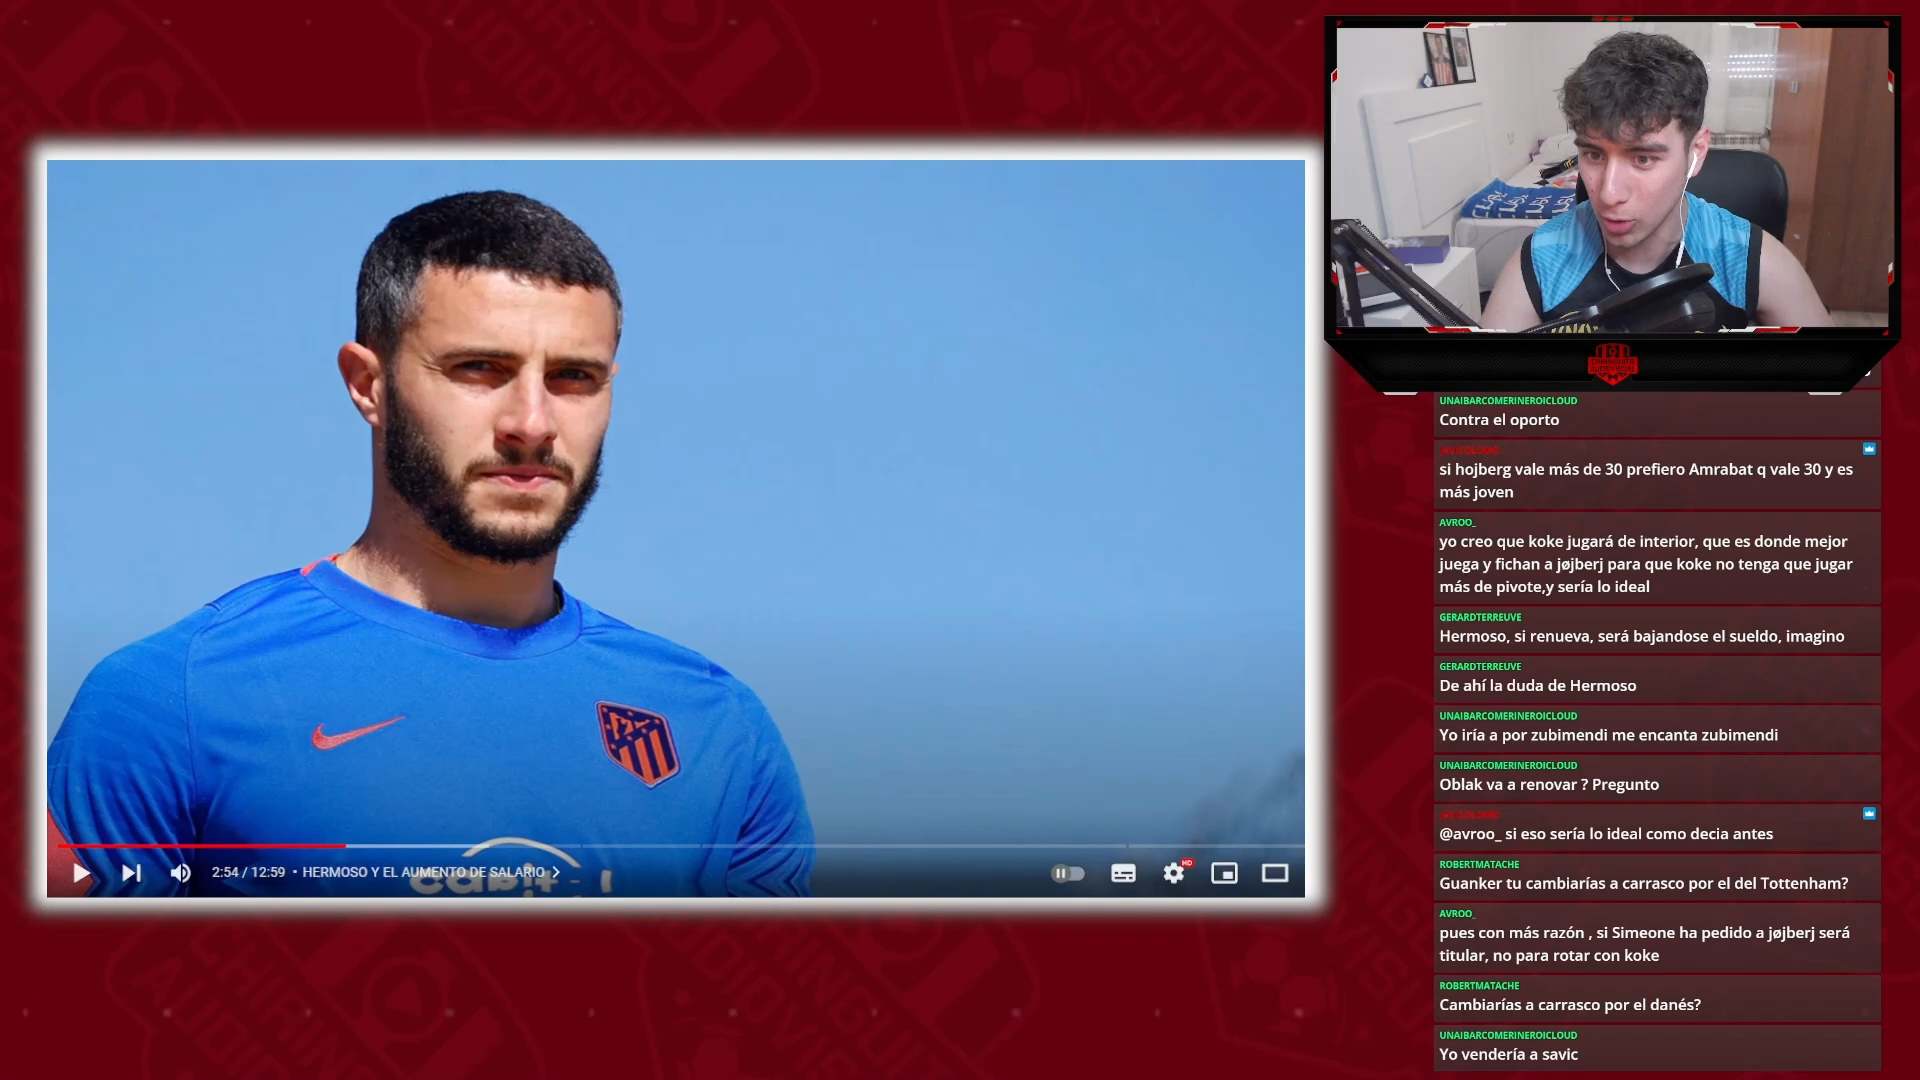 2:54 / 12:59 • HERMOSO Y EL AUMENTO DE SALARIO
HD
UNAIBARCOMERINEROICLOUD
Contra el oporto
si hojberg vale más de 30 prefiero Amrabat q vale 30 y es
más joven
AVROO_
yo creo que koke jugará de interior, que es donde mejor
juega y fichan a jøjberj para que koke no tenga que jugar
más de pivote,y sería lo ideal
GERARDTERREUVE
Hermoso, si renueva, será bajandose el sueldo, imagino
GERARDTERREUVE
De ahí la duda de Hermoso
UNAIBARCOMERINEROICLOUD
Yo iría a por zubimendi me encanta zubimendi
UNAIBARCOMERINEROICLOUD
Oblak va a renovar ? Pregunto
@avroo_ si eso sería lo ideal como decia antes
ROBERTMATACHE
Guanker tu cambiarías a carrasco por el del Tottenham?
AVROO_
pues con más razón , si Simeone ha pedido a jøjberj será
titular, no para rotar con koke
ROBERTMATACHE
Cambiarías a carrasco por el danés?
UNAIBARCOMERINEROICLOUD
Yo vendería a savic